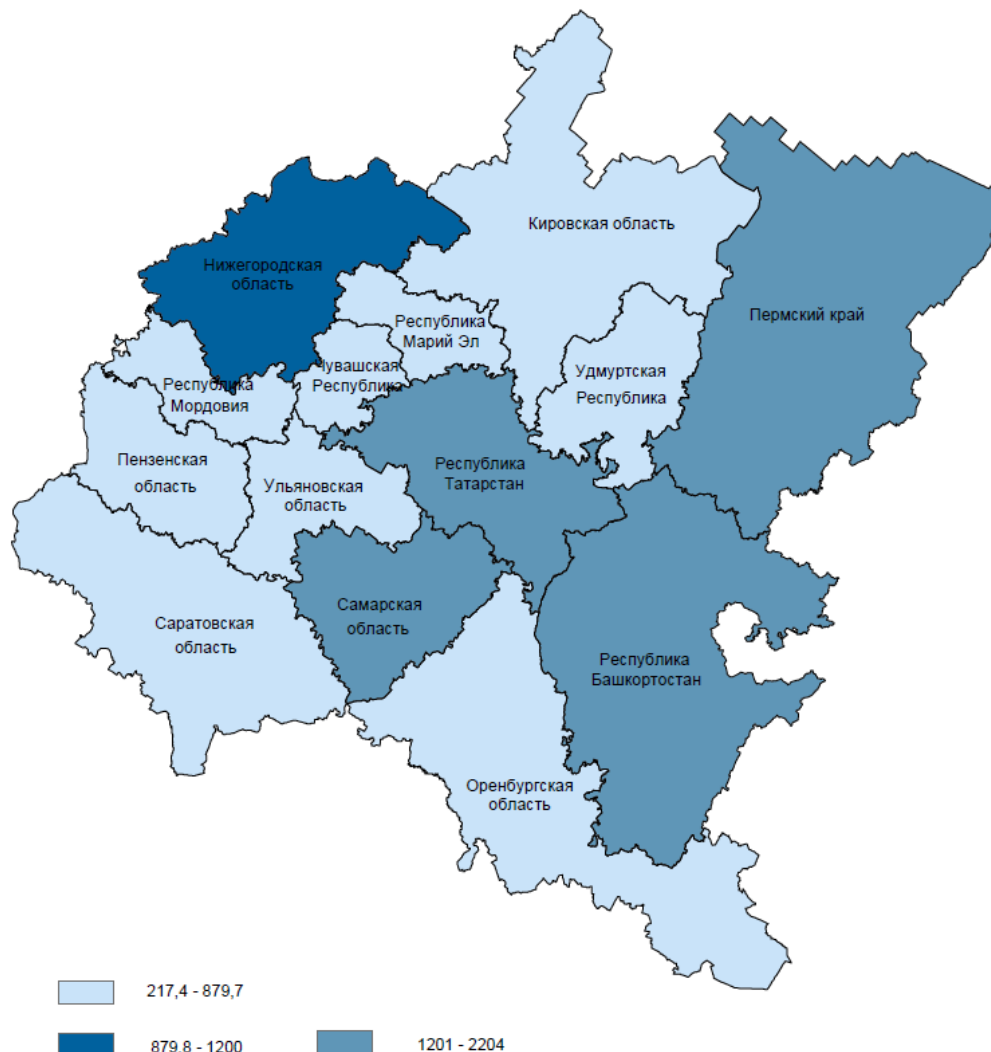 Кировская область
Нижегородская
область
Пермский край
Республика
Марий Эл
Чувашская
Республика
Удмуртская
Республика
Республика
Мордовия
Пензенская
область
Республика
Татарстан
Ульяновская
область
Самарская
область
Саратовская
область
Республика
Башкортостан
Оренбургская
область
217,4 - 879,7
879,8 - 1200
1201 - 2204